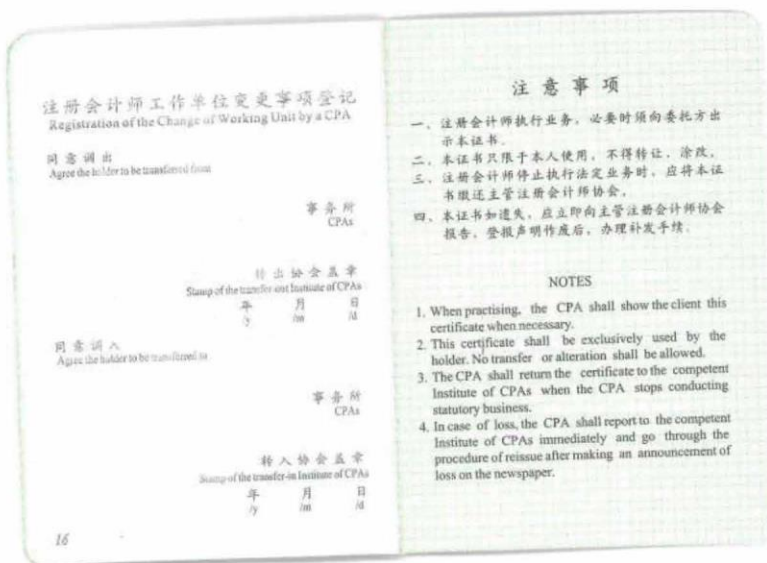 注册会计师工作单位变更事项登记
Registration of the Change of Working Unit by a CPA
同意调出
Agree the holder to be transferred from
事务所
CPAs
转出协会盖章
Stamp of the transfer-out Institute of CPAs
年 月 日
/y /m /d
同意调入
Agree the holder to be transferred to
事务所
CPAs
转入协会盖章
Stamp of the transfer-in Institute of CPAs
年 月 日
/y /m /d
16
注意事项
一、注册会计师执行业务，必要时须向委托方出
示本证书。
二、本证书只限于本人使用，不得转让，涂改。
三、注册会计师停止执行法定业务时，应将本证
书缴还主管注册会计师协会。
四、本证书如遗失，应立即向主管注册会计师协会
报告，登报声明作废后，办理补发手续。
NOTES
1. When practising, the CPA shall show the client this
certificate when necessary.
2. This certificate shall be exclusively used by the
holder. No transfer or alteration shall be allowed.
3. The CPA shall return the certificate to the competent
Institute of CPAs when the CPA stops conducting
statutory business.
4. In case of loss, the CPA shall report to the competent
Institute of CPAs immediately and go through the
procedure of reissue after making an announcement of
loss on the newspaper.